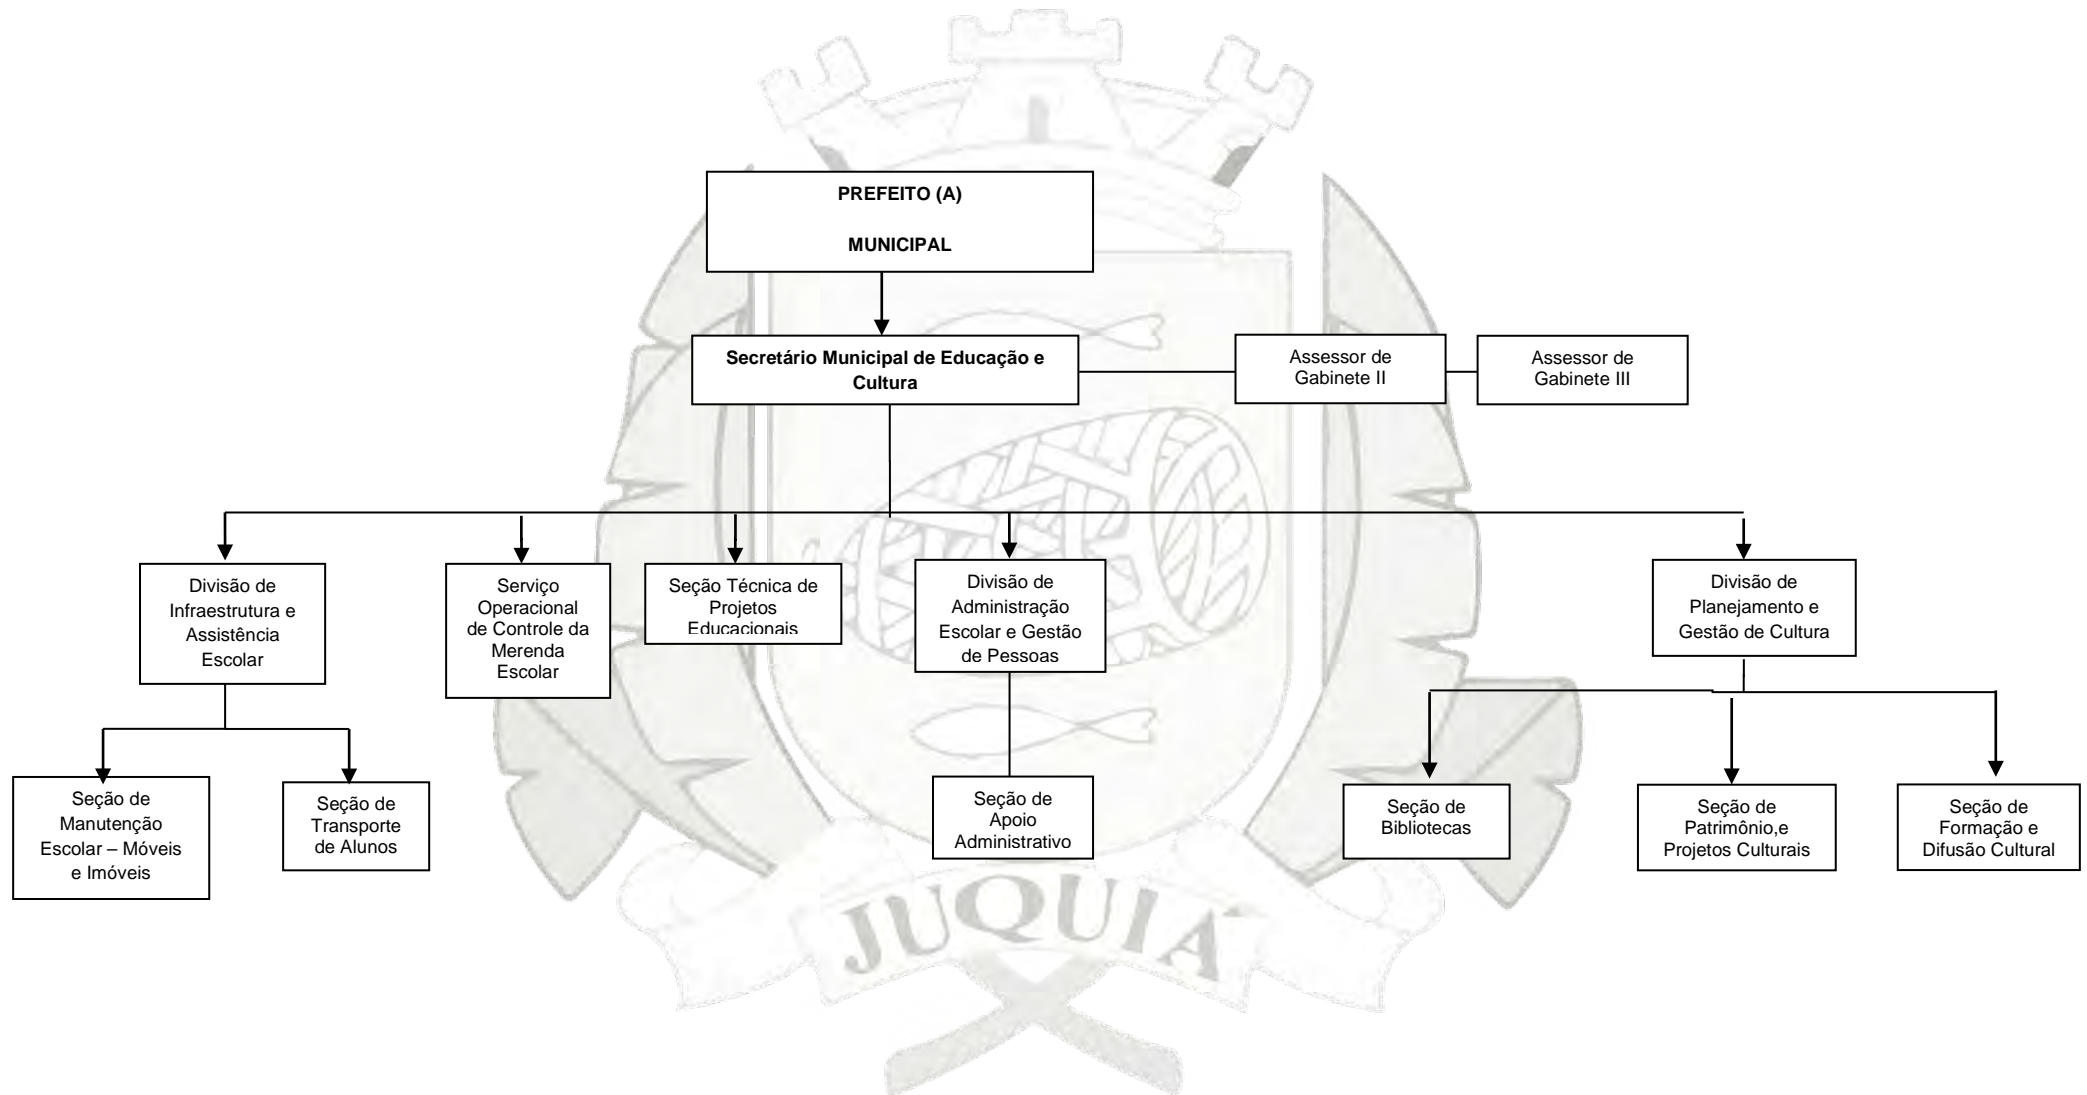 PREFEITO (A)
MUNICIPAL
Secretário Municipal de Educação e
Cultura
Assessor de
Gabinete II
Assessor de
Gabinete III
Divisão de
Infraestrutura e
Assistência
Escolar
Serviço
Operacional
de Controle da
Merenda
Escolar
Seção Técnica de
Projetos
Educacionais
Divisão de
Administração
Escolar e Gestão
de Pessoas
Divisão de
Planejamento e
Gestão de Cultura
Seção de
Manutenção
Escolar – Móveis
e Imóveis
Seção de
Transporte
de Alunos
Seção de
Apoio
Administrativo
Seção de
Bibliotecas
Seção de
Patrimônio,e
Projetos Culturais
Seção de
Formação e
Difusão Cultural
JUQUIÁ